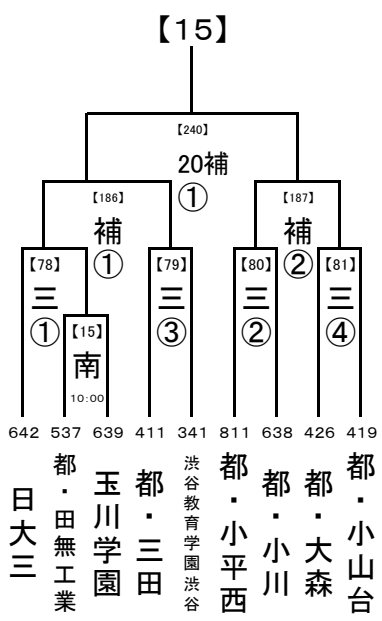 【15】
【240】
20補
①
【186】
補
①
【187】
補
②
【78】
三
①
【79】
三
③
【80】
三
②
【81】
三
④
【15】
南
10:00
642 537 639 411 341 811 638 426 419
日大三
都・田無工業
玉川学園
都・三田
渋谷教育学園渋谷
都・小平西
都・小川
都・大森
都・小山台